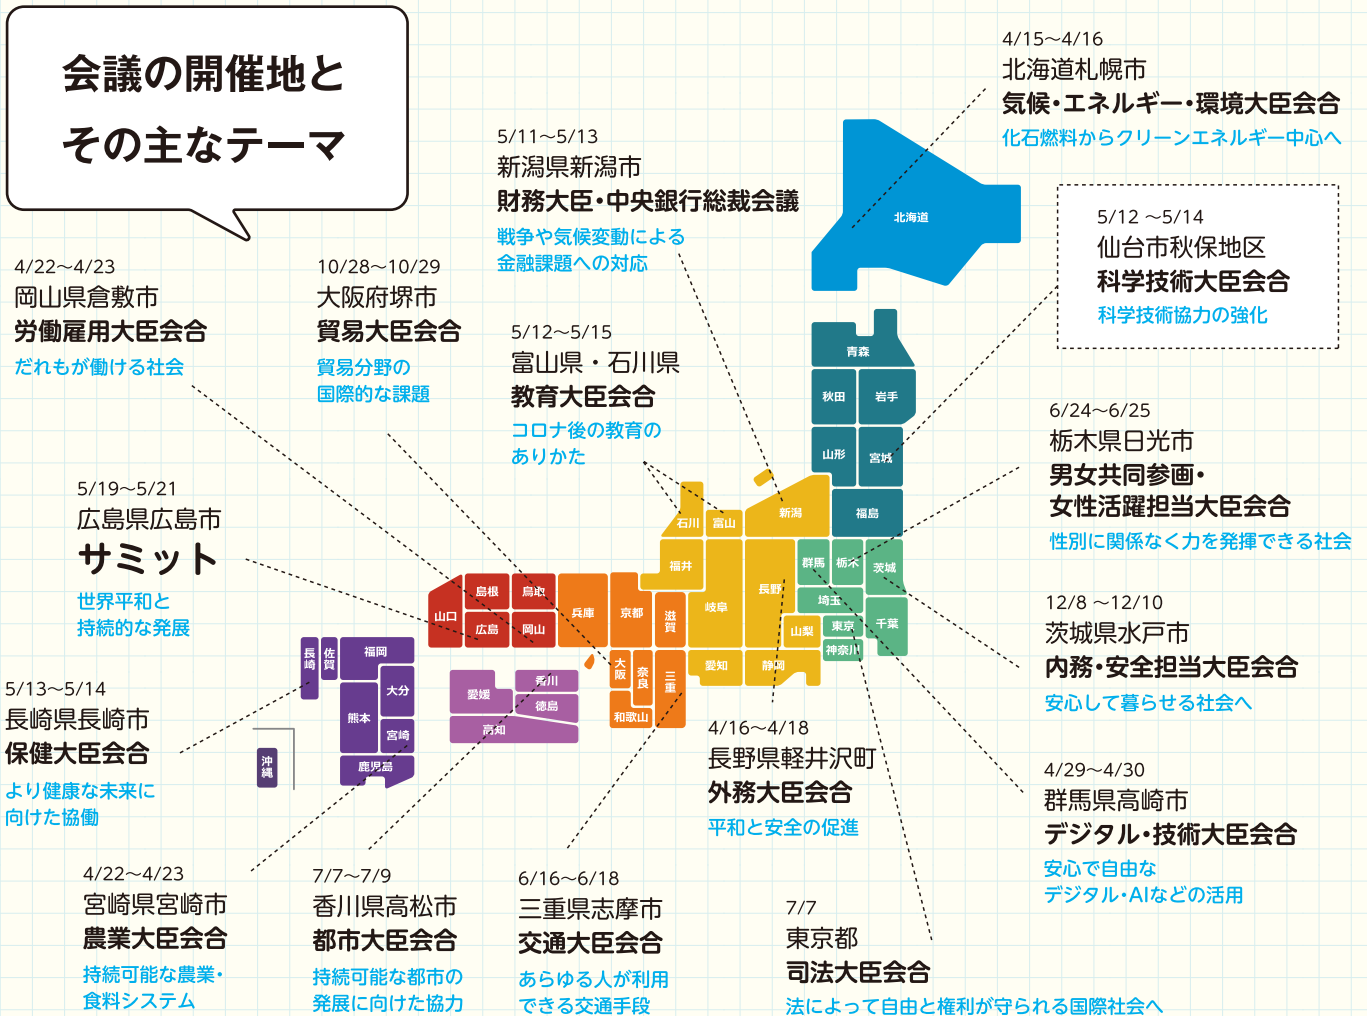 会議の開催地と
その主なテーマ
4/15〜4/16
北海道札幌市
気候・エネルギー・環境大臣会合
化石燃料からクリーンエネルギー中心へ
5/11〜5/13
新潟県新潟市
財務大臣・中央銀行総裁会議
戦争や気候変動による
金融課題への対応
5/12 〜5/14
仙台市秋保地区
科学技術大臣会合
科学技術協力の強化
4/22〜4/23
岡山県倉敷市
労働雇用大臣会合
だれもが働ける社会
10/28〜10/29
大阪府堺市
貿易大臣会合
貿易分野の
国際的な課題
5/12〜5/15
富山県・石川県
教育大臣会合
コロナ後の教育の
ありかた
6/24〜6/25
栃木県日光市
男女共同参画・
女性活躍担当大臣会合
性別に関係なく力を発揮できる社会
5/19〜5/21
広島県広島市
サミット
世界平和と
持続的な発展
12/8 〜12/10
茨城県水戸市
内務・安全担当大臣会合
安心して暮らせる社会へ
5/13〜5/14
長崎県長崎市
保健大臣会合
より健康な未来に
向けた協働
4/16〜4/18
長野県軽井沢町
外務大臣会合
平和と安全の促進
4/29〜4/30
群馬県高崎市
デジタル・技術大臣会合
安心で自由な
デジタル・AIなどの活用
4/22〜4/23
宮崎県宮崎市
農業大臣会合
持続可能な農業・
食料システム
7/7〜7/9
香川県高松市
都市大臣会合
持続可能な都市の
発展に向けた協力
6/16〜6/18
三重県志摩市
交通大臣会合
あらゆる人が利用
できる交通手段
7/7
東京都
司法大臣会合
法によって自由と権利が守られる国際社会へ
北海道
青森
秋田
岩手
山形
宮城
福島
新潟
石川
富山
福井
岐阜
長野
山梨
愛知
静岡
群馬
栃木
茨城
埼玉
東京
千葉
神奈川
兵庫
京都
滋賀
大阪
奈良
三重
和歌山
山口
島根
鳥取
広島
岡山
愛媛
香川
徳島
高知
長崎
佐賀
福岡
大分
熊本
宮崎
鹿児島
沖縄